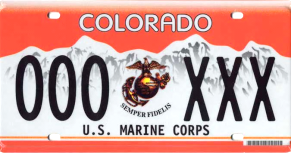 COLORADO
000 XXX
SEMPER FIDELIS
U.S. MARINE CORPS